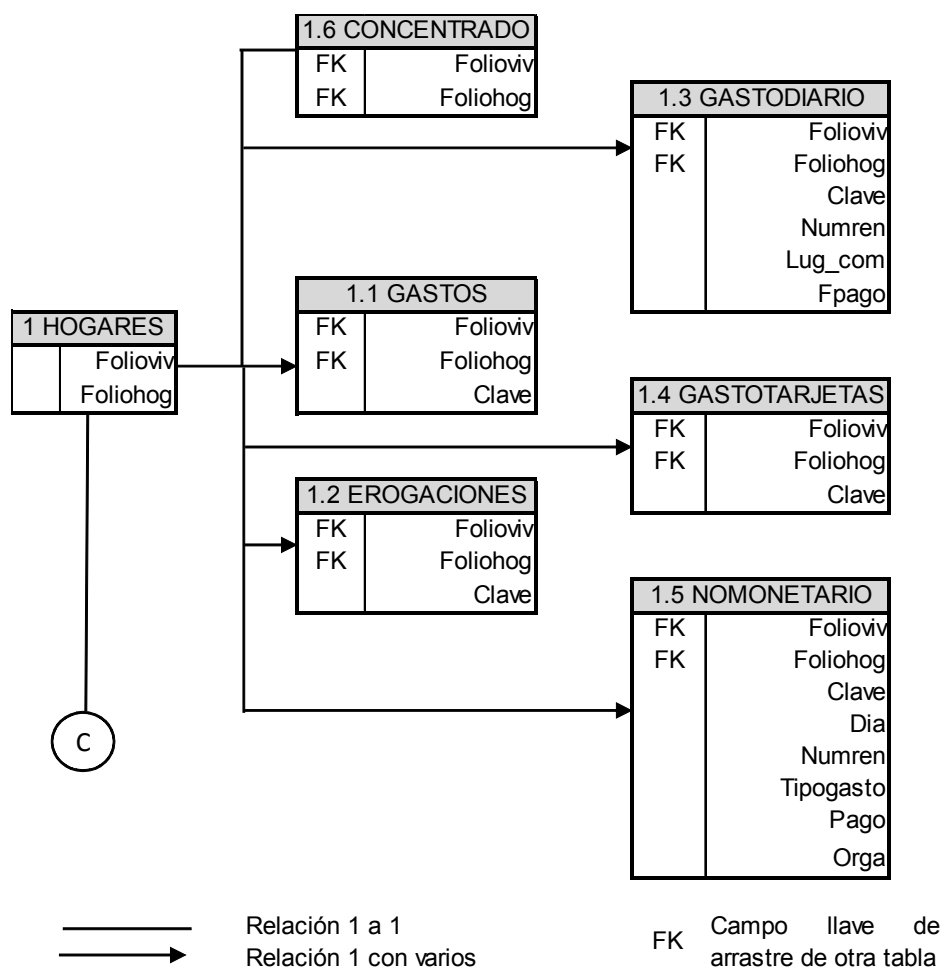 1.6 CONCENTRADO
FK Folioviv
FK Foliohog
1.3 GASTODIARIO
FK Folioviv
FK Foliohog
Clave
Numren
Lug_com
Fpago
1.1 GASTOS
FK Folioviv
FK Foliohog
Clave
1 HOGARES
Folioviv
Foliohog
1.4 GASTOTARJETAS
FK Folioviv
FK Foliohog
Clave
1.2 EROGACIONES
FK Folioviv
FK Foliohog
Clave
1.5 NOMONETARIO
FK Folioviv
FK Foliohog
Clave
Dia
Numren
Tipogasto
Pago
Orga
C
Relación 1 a 1
Relación 1 con varios
FK Campo llave de
arrastre de otra tabla